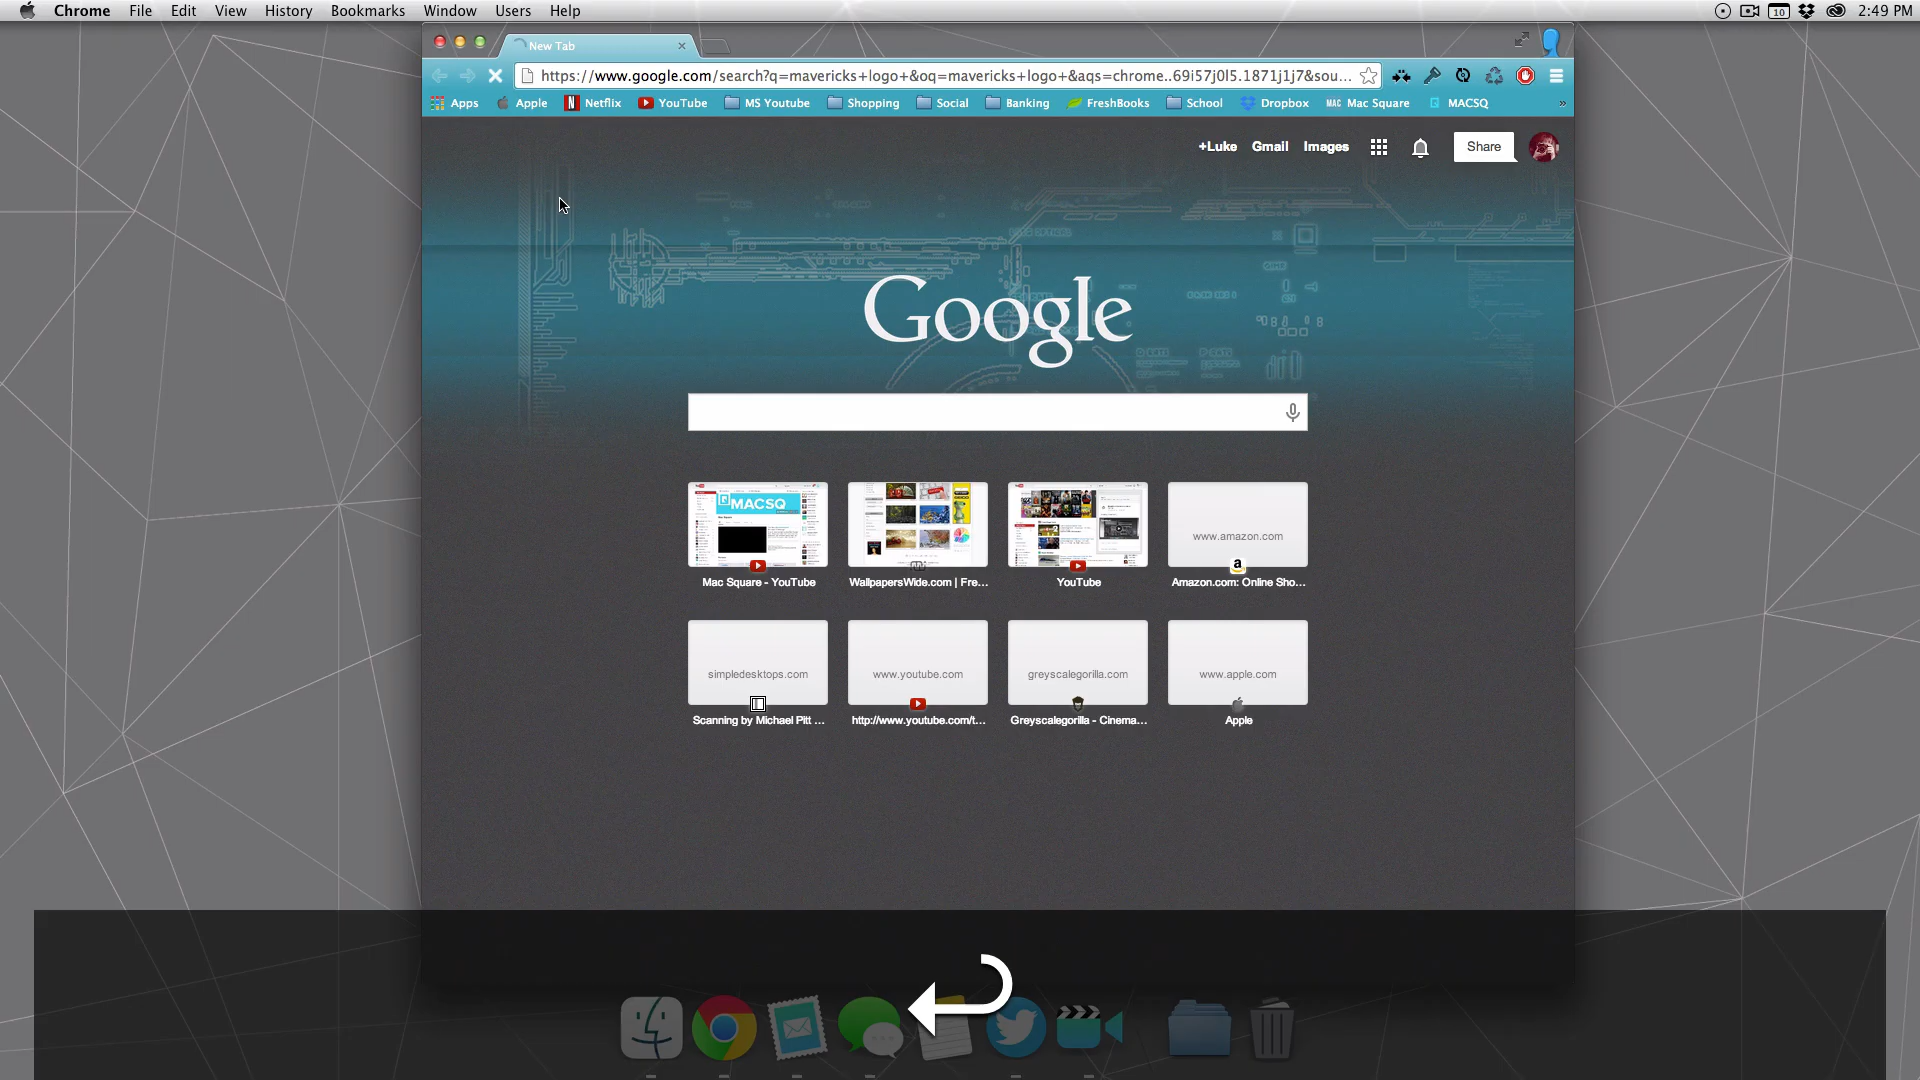 Chrome File Edit View History Bookmarks Window Users Help 10 2:49 PM
New Tab
https://www.google.com/search?q=mavericks+logo+&oq=mavericks+logo+&aqs=chrome..69i57j0l5.1871j1j7&sou...
Apps Apple Netflix YouTube MS Youtube Shopping Social Banking FreshBooks School Dropbox MAC Mac Square MACSQ »
+Luke Gmail Images Share
Google
MACSQ
www.amazon.com
Mac Square - YouTube WallpapersWide.com | Fre... YouTube Amazon.com: Online Sho...
simpledesktops.com www.youtube.com greyscalegorilla.com www.apple.com
Scanning by Michael Pitt ... http://www.youtube.com/t... Greyscalegorilla - Cinema... Apple